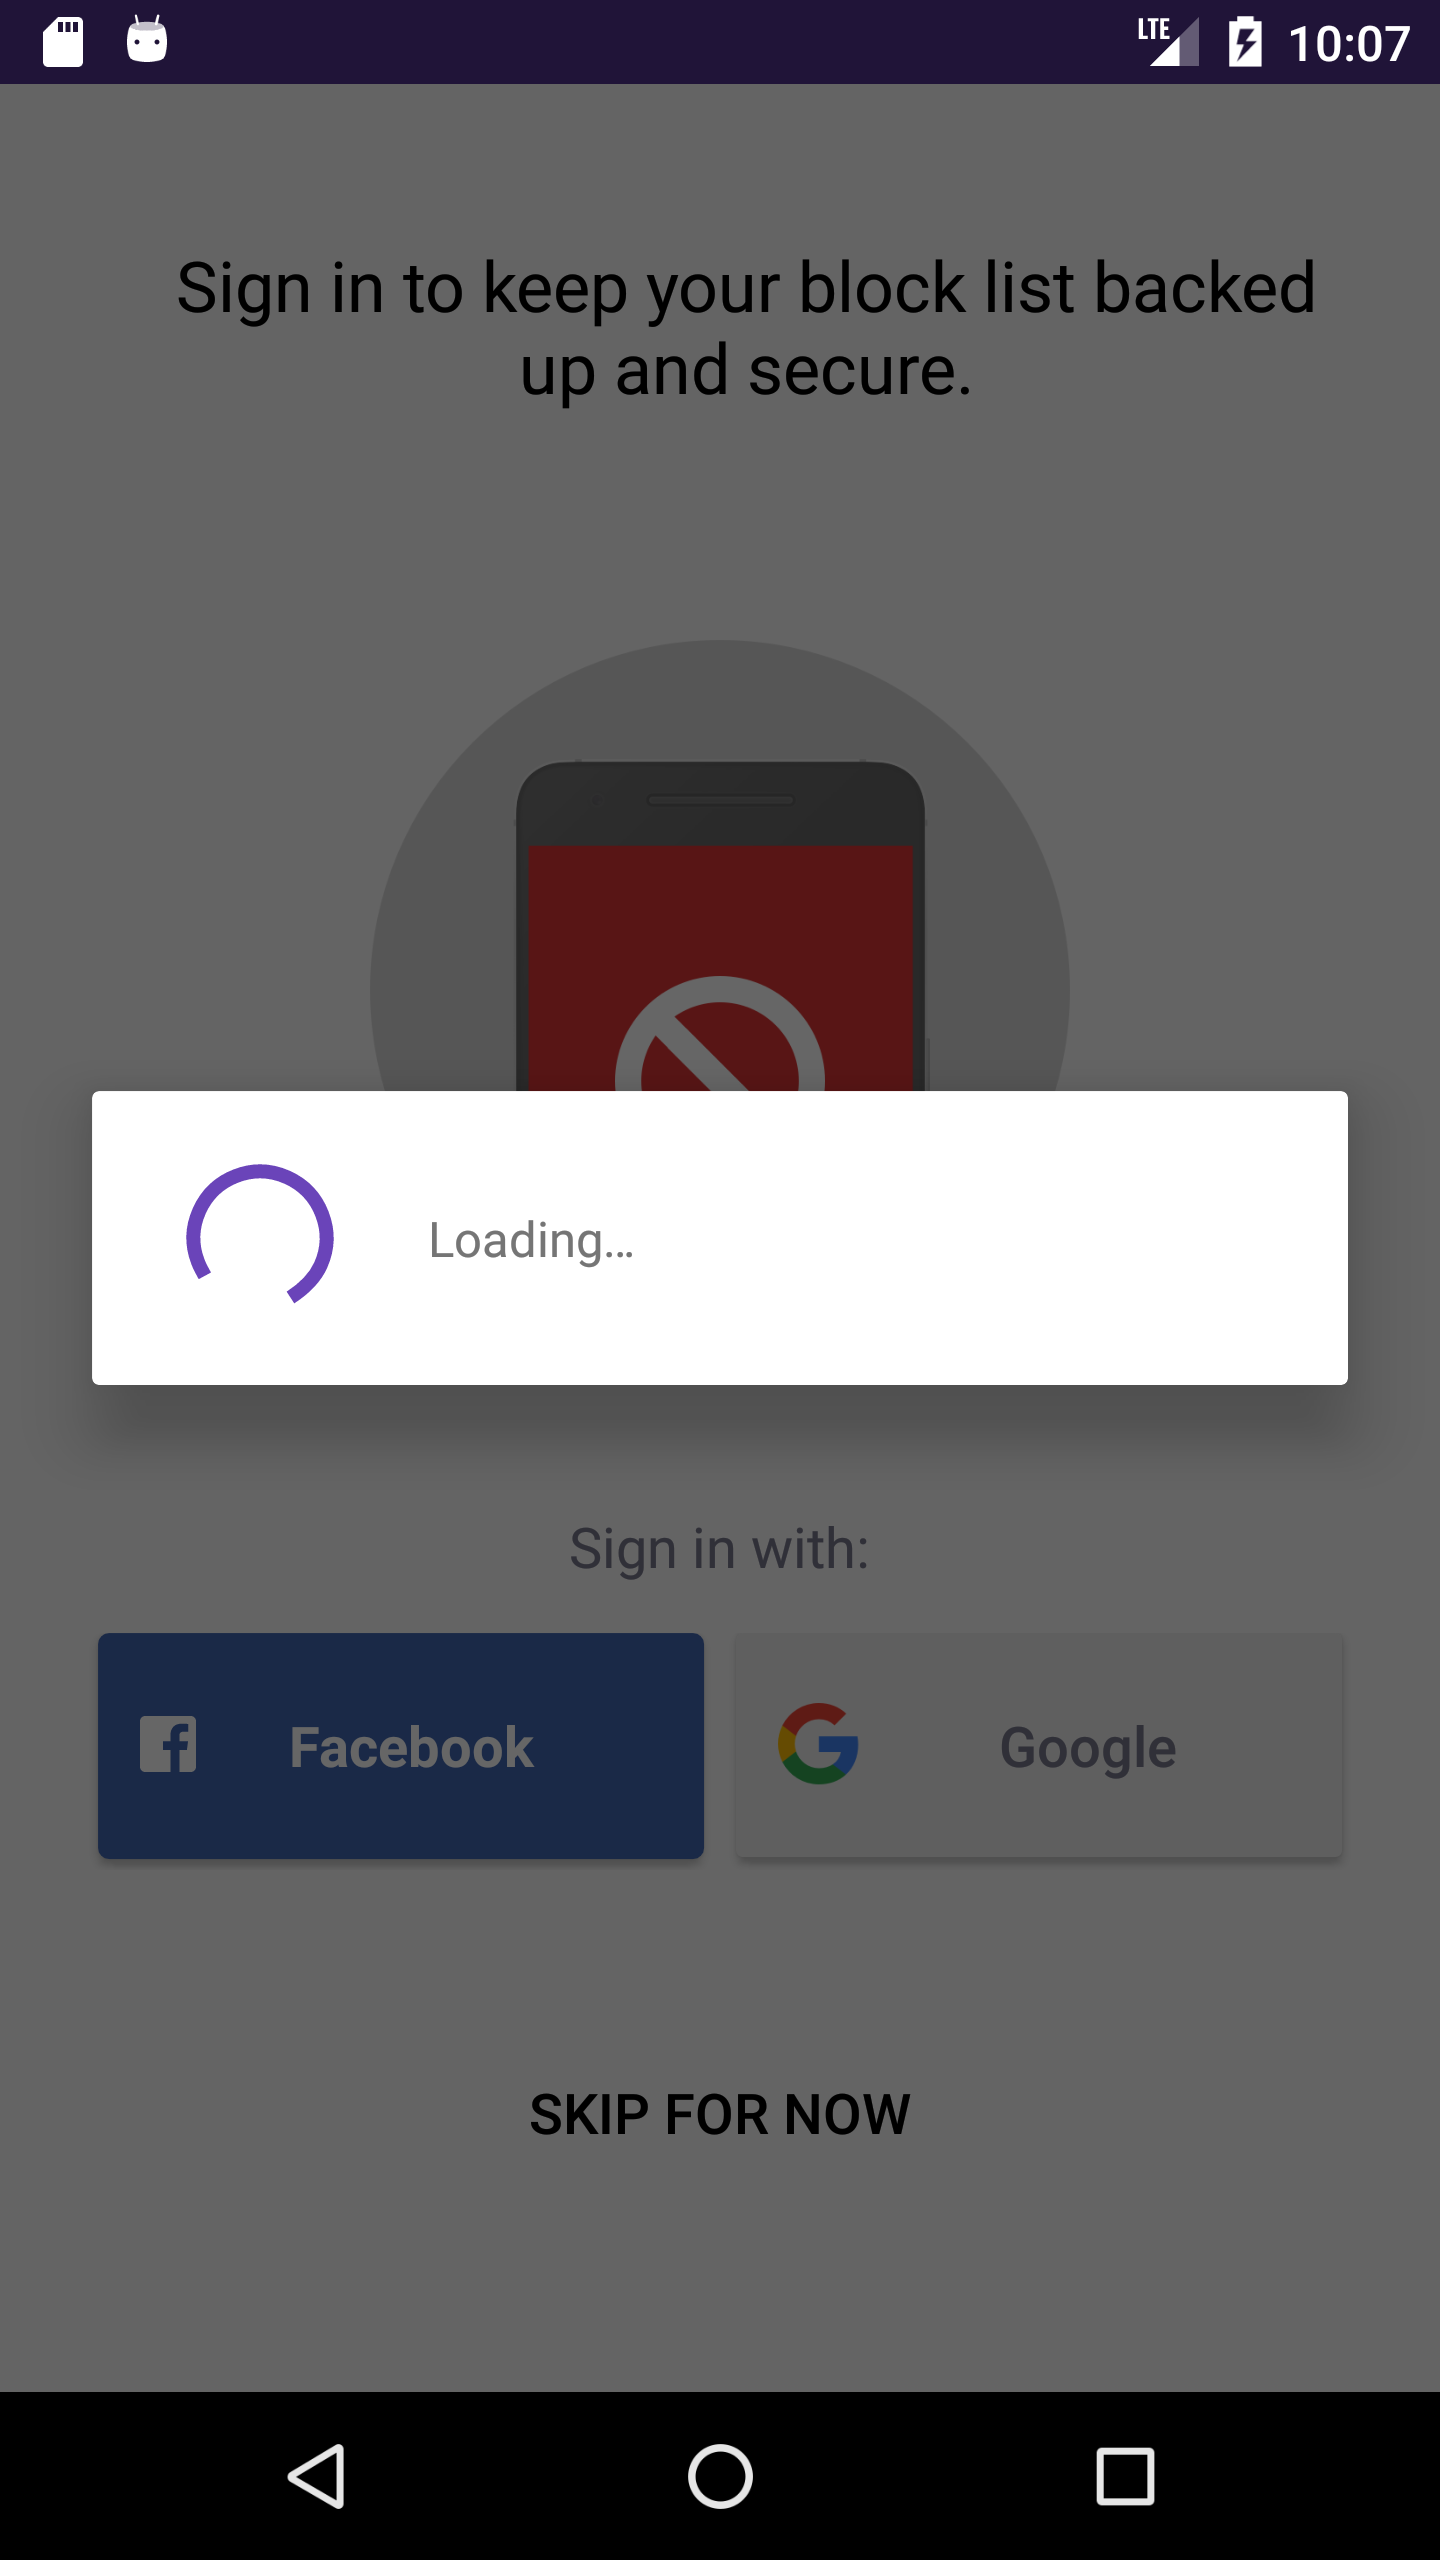 LTE 10:07
Sign in to keep your block list backed
up and secure.
Loading...
Sign in with:
Facebook
Google
SKIP FOR NOW